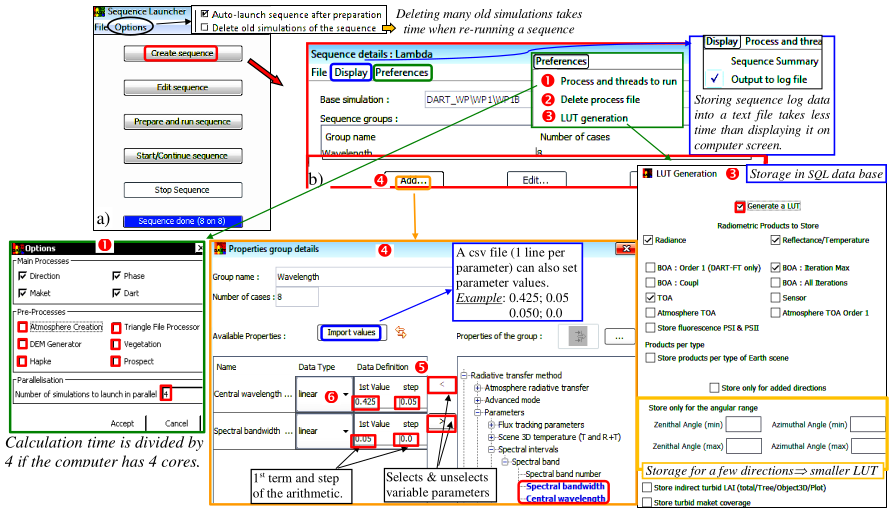 Sequence Launcher
File Options
Auto-launch sequence after preparation
Delete old simulations of the sequence
Deleting many old simulations takes
time when re-running a sequence
Create sequence
Edit sequence
Prepare and run sequence
Start/Continue sequence
Stop Sequence
Sequence done (8 on 8)
a)
Sequence details : Lambda
File Display Preferences
Base simulation : DART_WP\WP1\WP1B
Sequence groups :
Group name Number of cases
Wavelength 8
Preferences
1 Process and threads to run
2 Delete process file
3 LUT generation
b)
4 Add...
Edit...
Display Process and threa
Sequence Summary
✓ Output to log file
Storing sequence log data
into a text file takes less
time than displaying it on
computer screen.
LUT Generation 3
Storage in SQL data base
Generate a LUT
Radiometric Products to Store
Radiance Reflectance/Temperature
BOA : Order 1 (DART-FT only) BOA : Iteration Max
BOA : Coupl BOA : All Iterations
TOA Sensor
Atmosphere TOA Atmosphere TOA Order 1
Store fluorescence PSI & PSII
Products per type
Store products per type of Earth scene
Store only for added directions
Store only for the angular range
Zenithal Angle (min) Azimuthal Angle (min)
Zenithal Angle (max) Azimuthal Angle (max)
Storage for a few directions⇒ smaller LUT
Store indirect turbid LAI (total/Tree/Object3D/Plot)
Store turbid maket coverage
Options 1 X
Main Processes
Direction Phase
Maket Dart
Pre-Processes
Atmosphere Creation Triangle File Processor
DEM Generator Vegetation
Hapke Prospect
Parallelisation
Number of simulations to launch in parallel 4
Accept Cancel
Calculation time is divided by
4 if the computer has 4 cores.
Properties group details 4
Group name : Wavelength
Number of cases : 8
A csv file (1 line per
parameter) can also set
parameter values.
Example: 0.425; 0.05
0.050; 0.0
Available Properties : Import values
Properties of the group : ...
Name Data Type Data Definition 5
Central wavelength ... linear 6 1st Value step
0.425 0.05
Spectral bandwidth ... linear 1st Value step
0.05 0.0
<
>
Radiative transfer method
Atmosphere radiative transfer
Advanced mode
Parameters
Flux tracking parameters
Scene 3D temperature (T and R+T)
Spectral intervals
Spectral band
Spectral band number
Spectral bandwidth
Central wavelength
1st term and step
of the arithmetic.
Selects & unselects
variable parameters